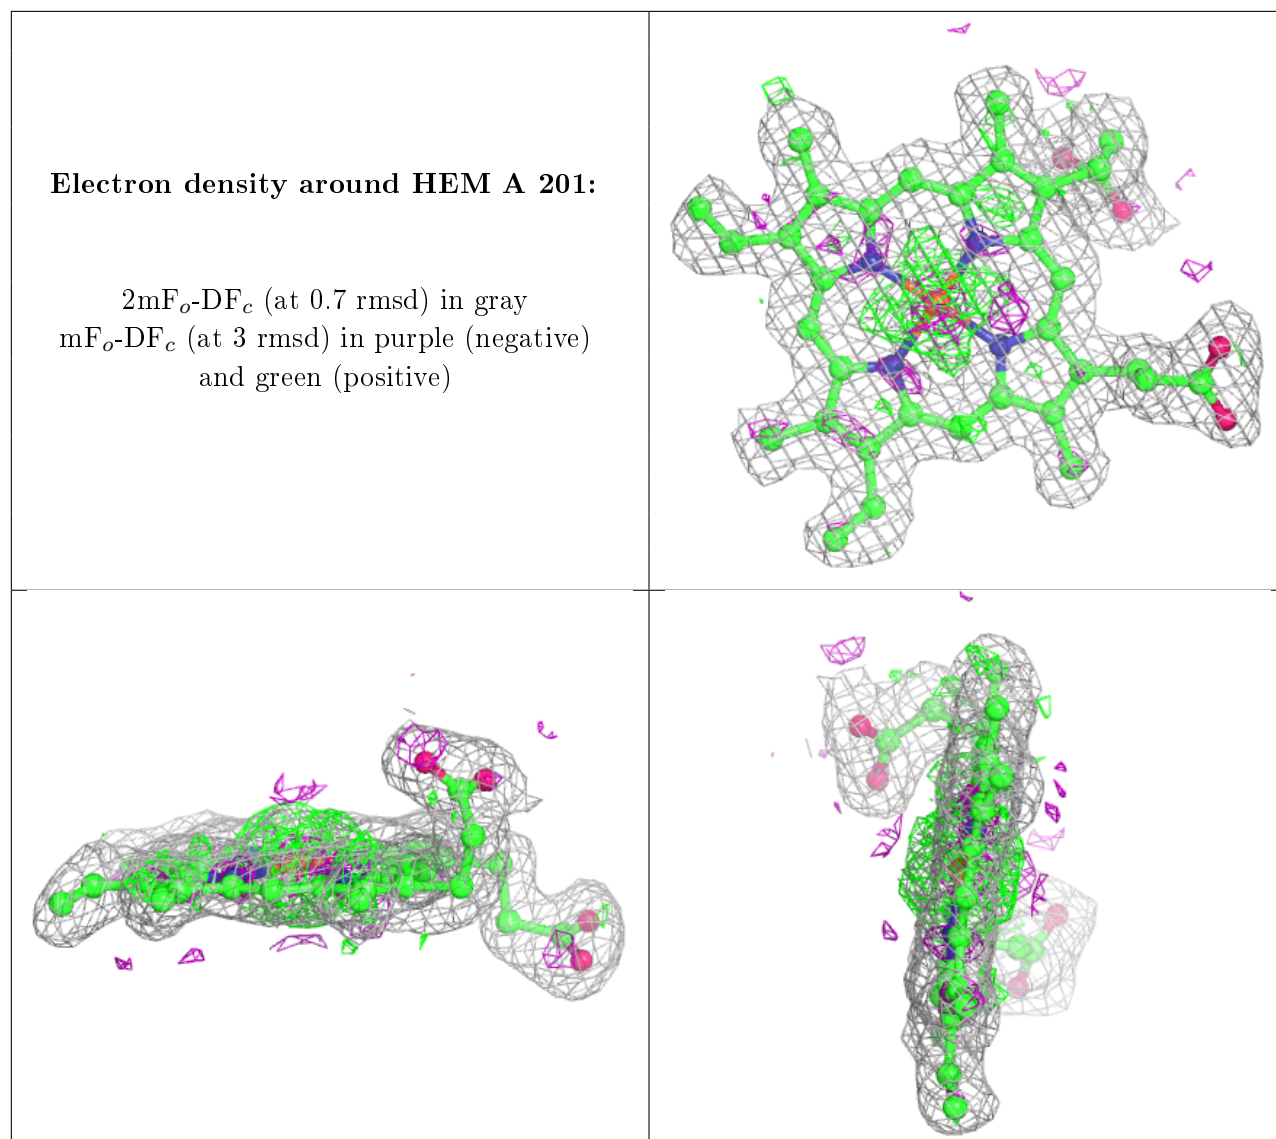 Electron density around HEM A 201:
2mFₒ-DF𝒸 (at 0.7 rmsd) in gray
mFₒ-DF𝒸 (at 3 rmsd) in purple (negative)
and green (positive)